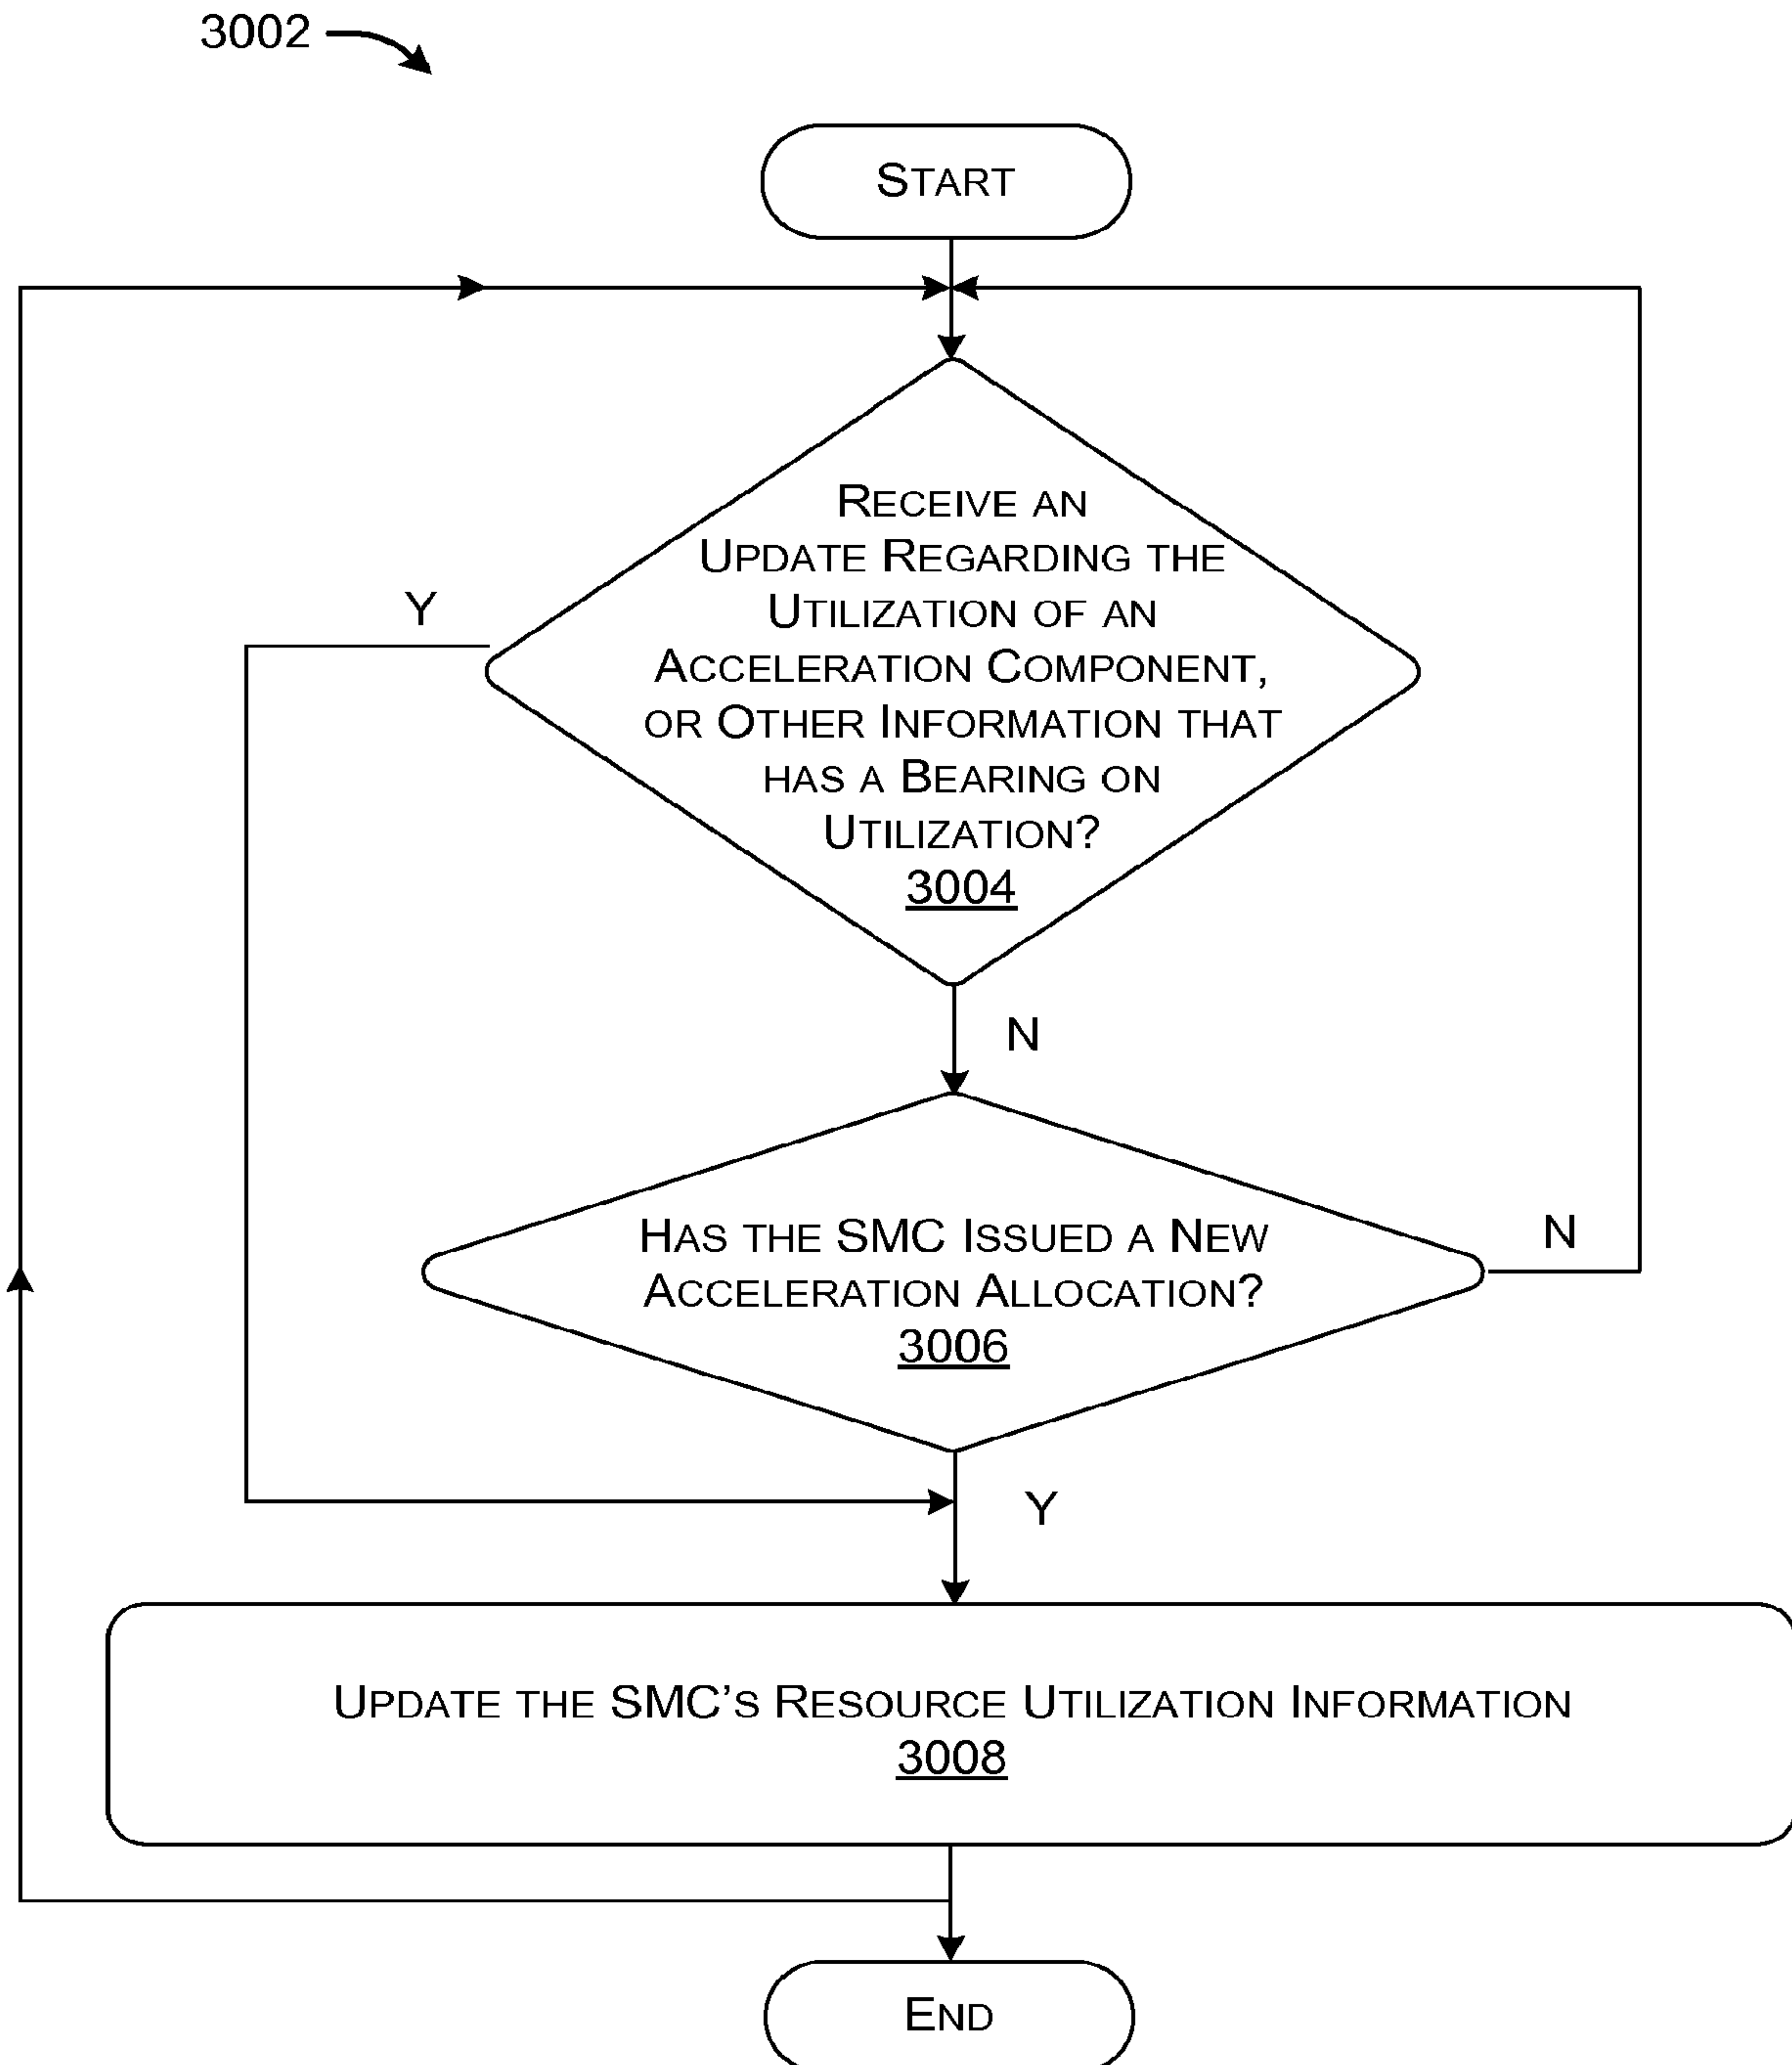 3002
START
RECEIVE AN
UPDATE REGARDING THE
UTILIZATION OF AN
ACCELERATION COMPONENT,
OR OTHER INFORMATION THAT
HAS A BEARING ON
UTILIZATION?
3004
Y
N
HAS THE SMC ISSUED A NEW
ACCELERATION ALLOCATION?
3006
N
Y
UPDATE THE SMC'S RESOURCE UTILIZATION INFORMATION
3008
END